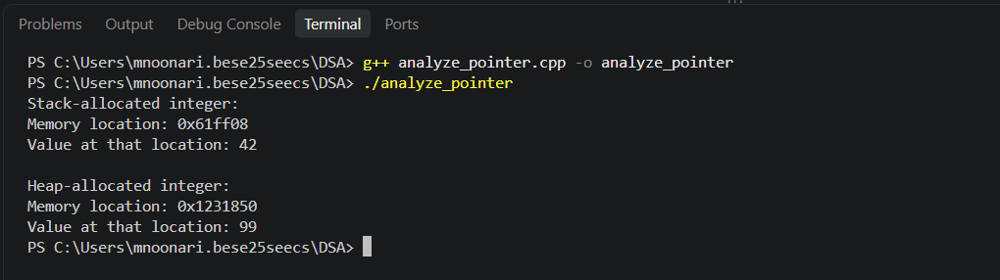 Problems Output Debug Console Terminal Ports
PS C:\Users\mnoonari.bese25seecs\DSA> g++ analyze_pointer.cpp -o analyze_pointer
PS C:\Users\mnoonari.bese25seecs\DSA> ./analyze_pointer
Stack-allocated integer:
Memory location: 0x61ff08
Value at that location: 42

Heap-allocated integer:
Memory location: 0x1231850
Value at that location: 99
PS C:\Users\mnoonari.bese25seecs\DSA>